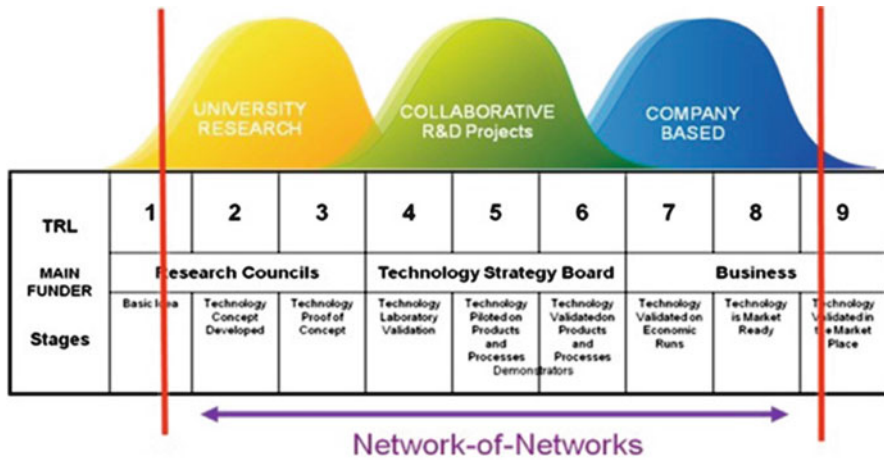 UNIVERSITY
RESEARCH
COLLABORATIVE
R&D Projects
COMPANY
BASED
TRL
1
2
3
4
5
6
7
8
9
MAIN
FUNDER
Research Councils
Technology Strategy Board
Business
Stages
Basic Idea
Technology
Concept
Developed
Technology
Proof of
Concept
Technology
Laboratory
Validation
Technology
Piloted on
Products
and
Processes
Technology
Validated on
Products
and
Processes
Demonstrators
Technology
Validated on
Economic
Runs
Technology
is Market
Ready
Technology
Validated in
the Market
Place
Network-of-Networks